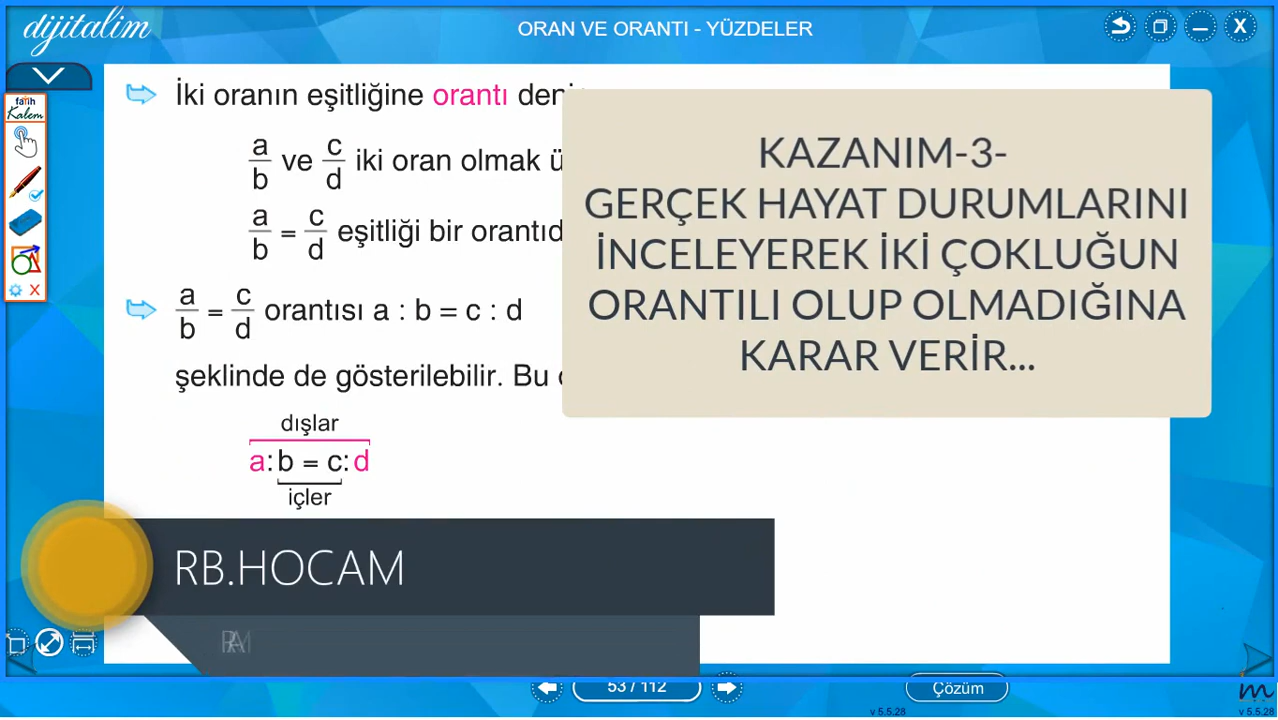 dijitalim
ORAN VE ORANTI - YÜZDELER
X
fatih
Kalem
X
İki oranın eşitliğine orantı
a/b ve c/d iki oran olmak
a/b = c/d eşitliği bir
a/b = c/d orantısı a : b = c : d
şeklinde de gösterilebilir. Bu
dışlar
a:b = c:d
içler
KAZANIM-3-
GERÇEK HAYAT DURUMLARINI
İNCELEYEREK İKİ ÇOKLUĞUN
ORANTILI OLUP OLMADIĞINA
KARAR VERİR...
RB.HOCAM
53 / 112
Çözüm
m
v 5.5.28
v 5.5.28